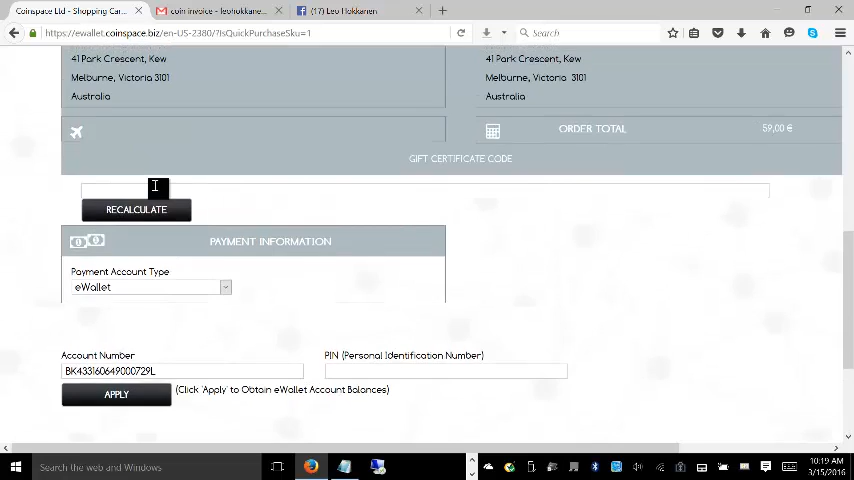 Coinspace Ltd - Shopping Car...
coin invoice - leohokkane...
(17) Leo Hokkanen
https://ewallet.coinspace.biz/en-US-2380/?IsQuickPurchaseSku=1
Search
41 Park Crescent, Kew
41 Park Crescent, Kew
Melburne, Victoria 3101
Melburne, Victoria 3101
Australia
Australia
ORDER TOTAL
59,00 €
GIFT CERTIFICATE CODE
RECALCULATE
PAYMENT INFORMATION
Payment Account Type
eWallet
Account Number
PIN (Personal Identification Number)
BK433160649000729L
APPLY
(Click 'Apply' to Obtain eWallet Account Balances)
Search the web and Windows
10:19 AM
3/15/2016